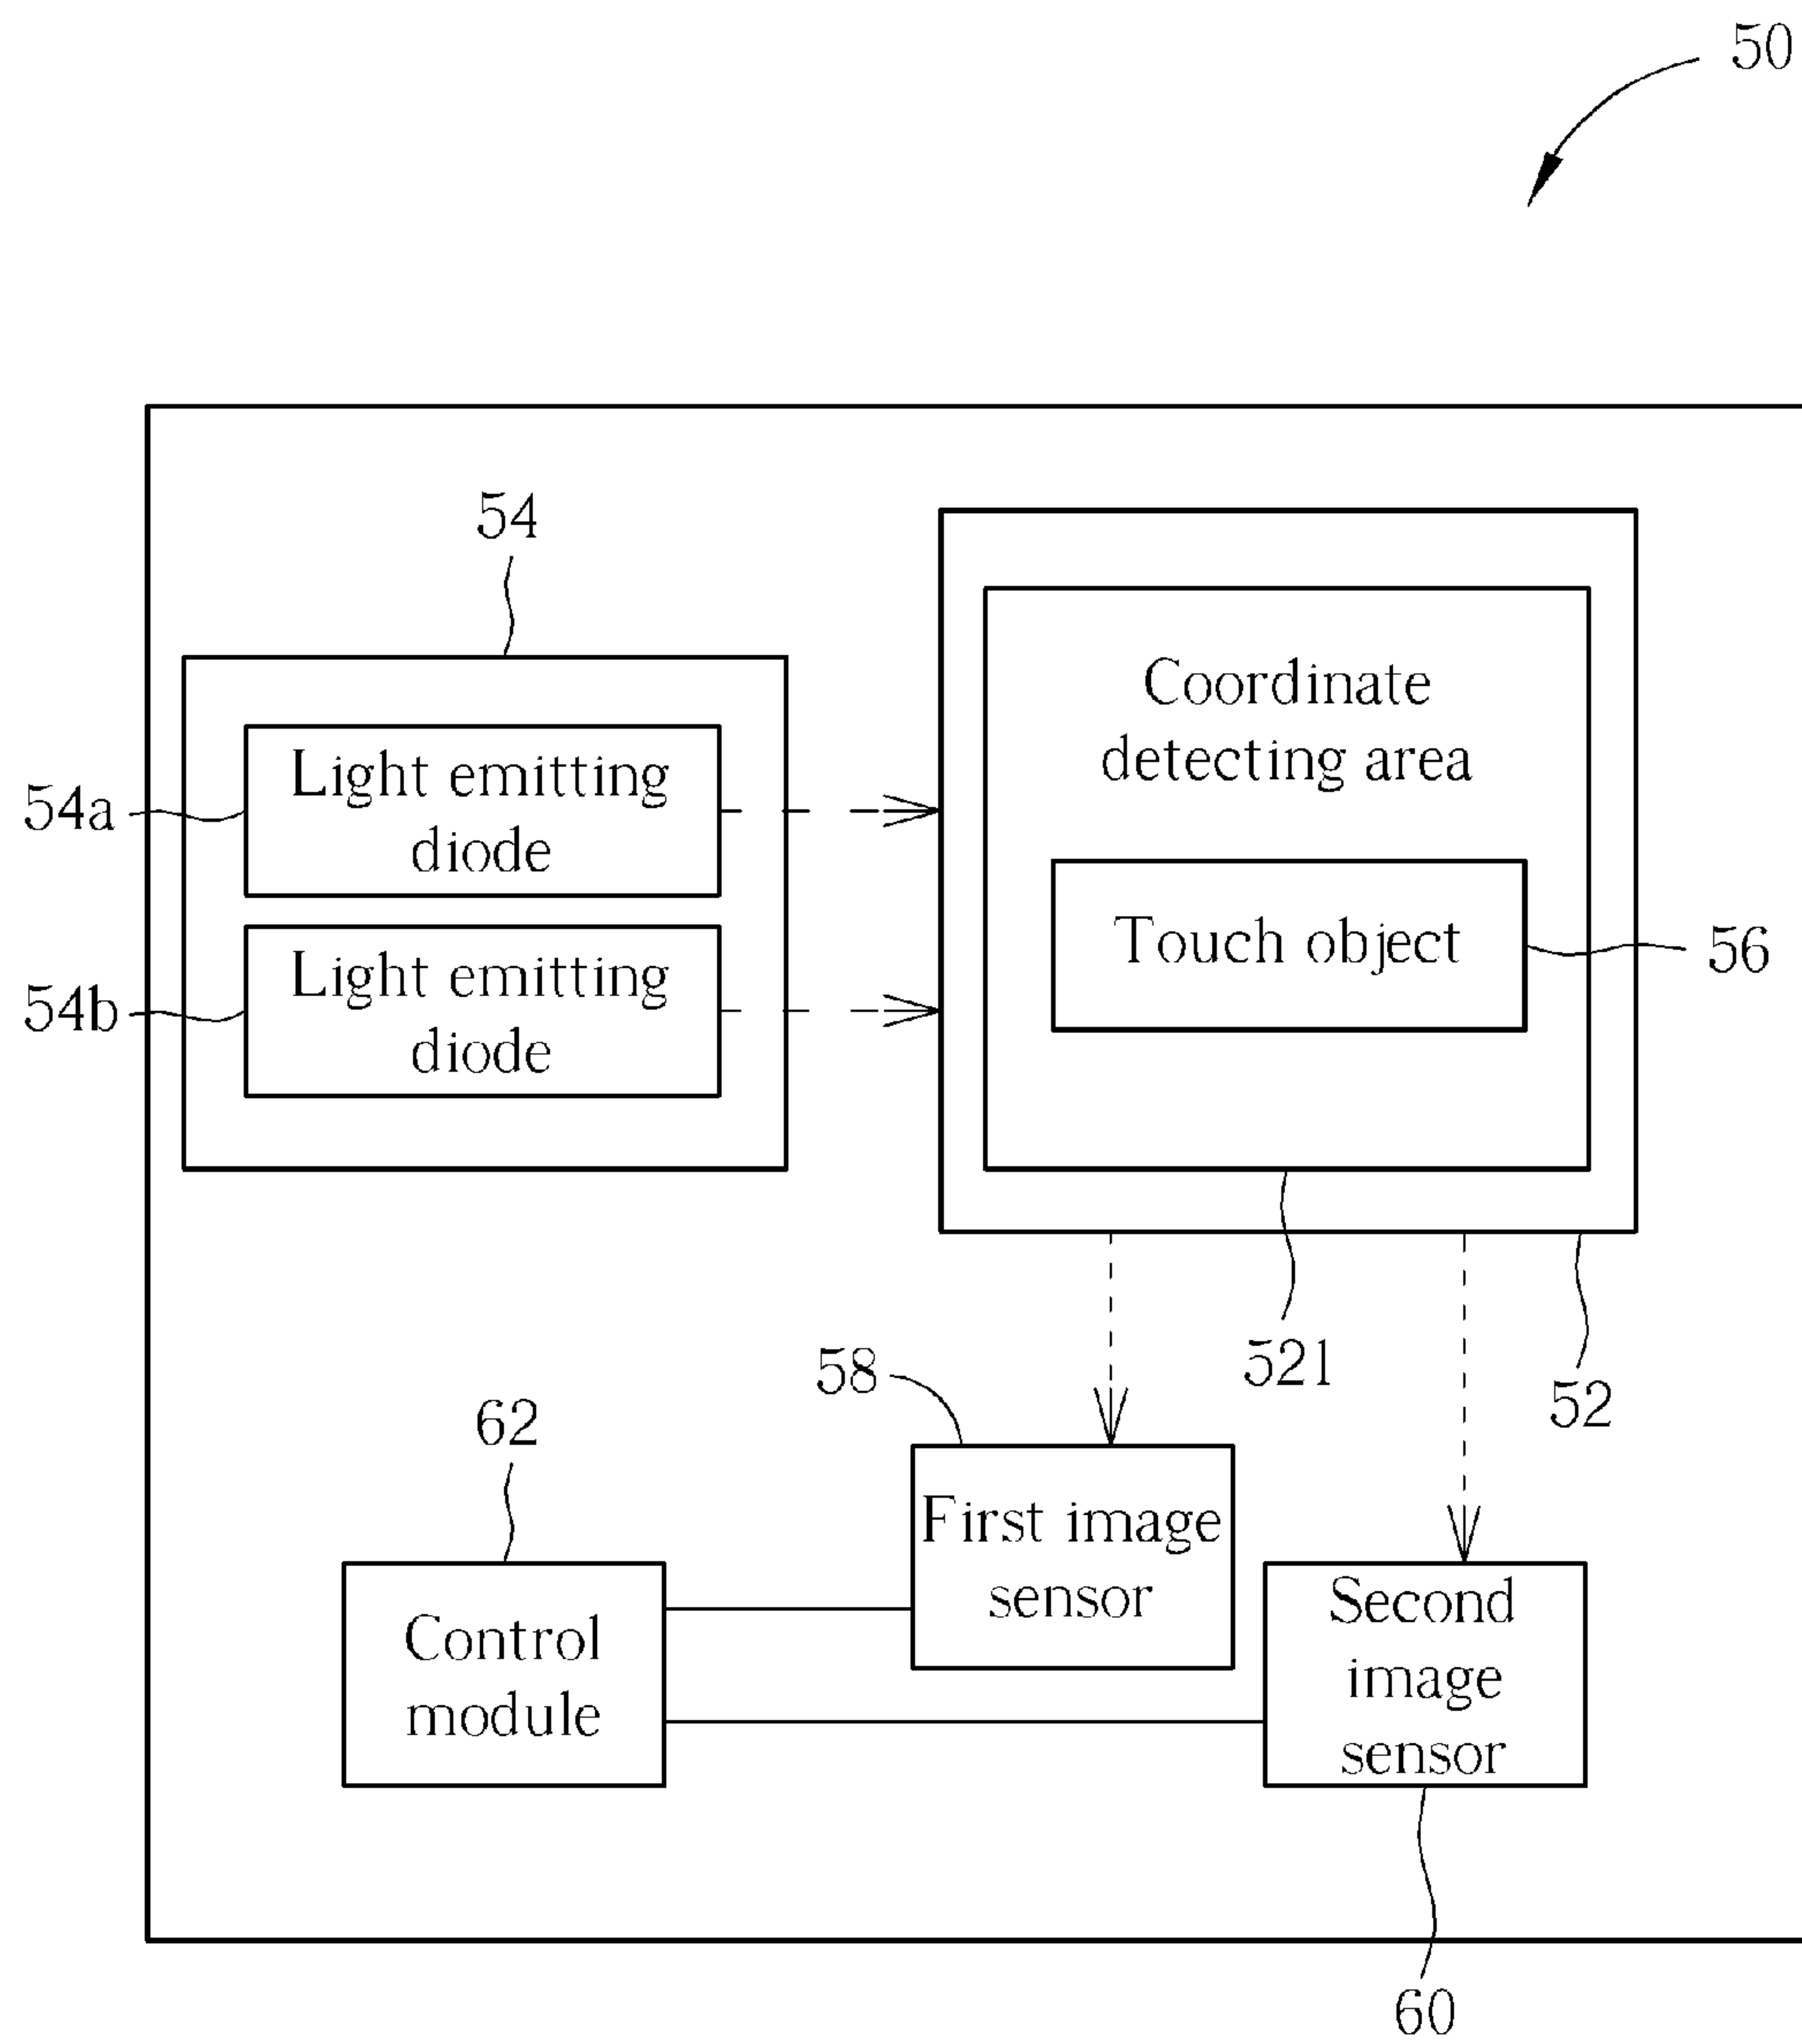 50
54
Coordinate
detecting area
Light emitting
diode
54a
Touch object
56
Light emitting
diode
54b
521
52
58
62
First image
sensor
Second
image
sensor
Control
module
60